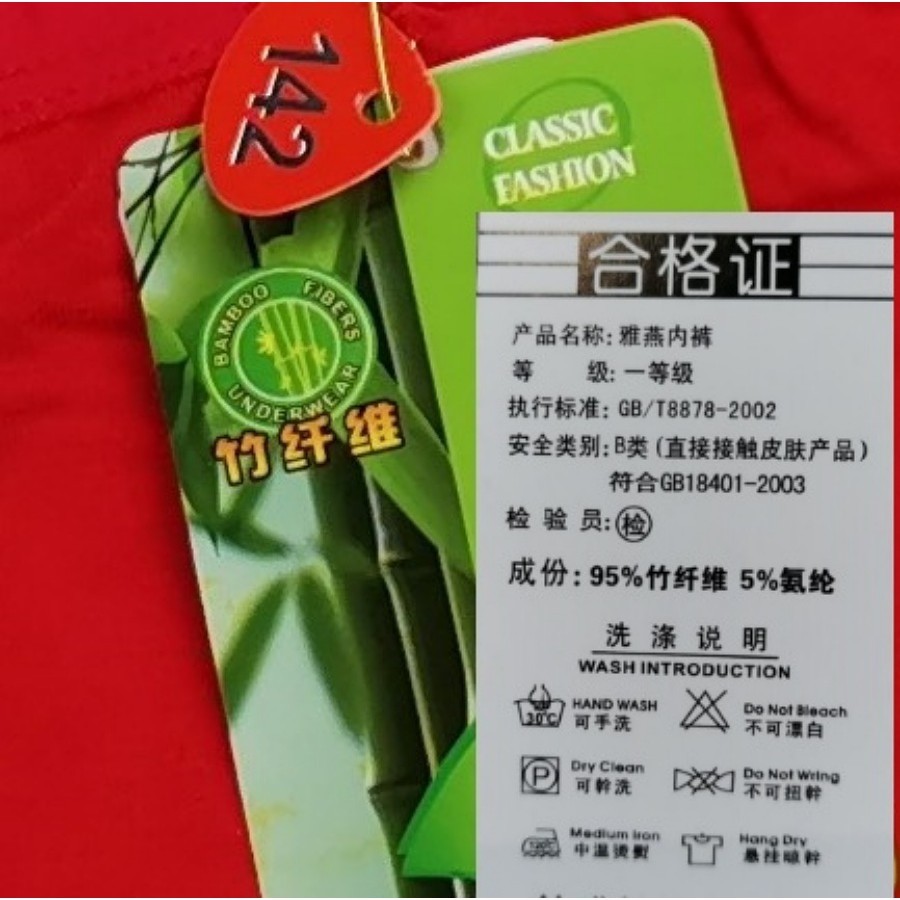 142
CLASSIC
FASHION
BAMBOO FIBERS
UNDERWEAR
竹纤维
合格证
产品名称:雅燕内裤
等 级:一等级
执行标准:GB/T8878-2002
安全类别:B类(直接接触皮肤产品)
符合GB18401-2003
检 验 员:检
成份:95%竹纤维 5%氨纶
洗 涤 说 明
WASH INTRODUCTION
30℃ HAND WASH
可手洗
Do Not Bleach
不可漂白
P Dry Clean
可幹洗
Do Not Wring
不可扭幹
Medium Iron
中温烫熨
Hang Dry
悬挂晾幹